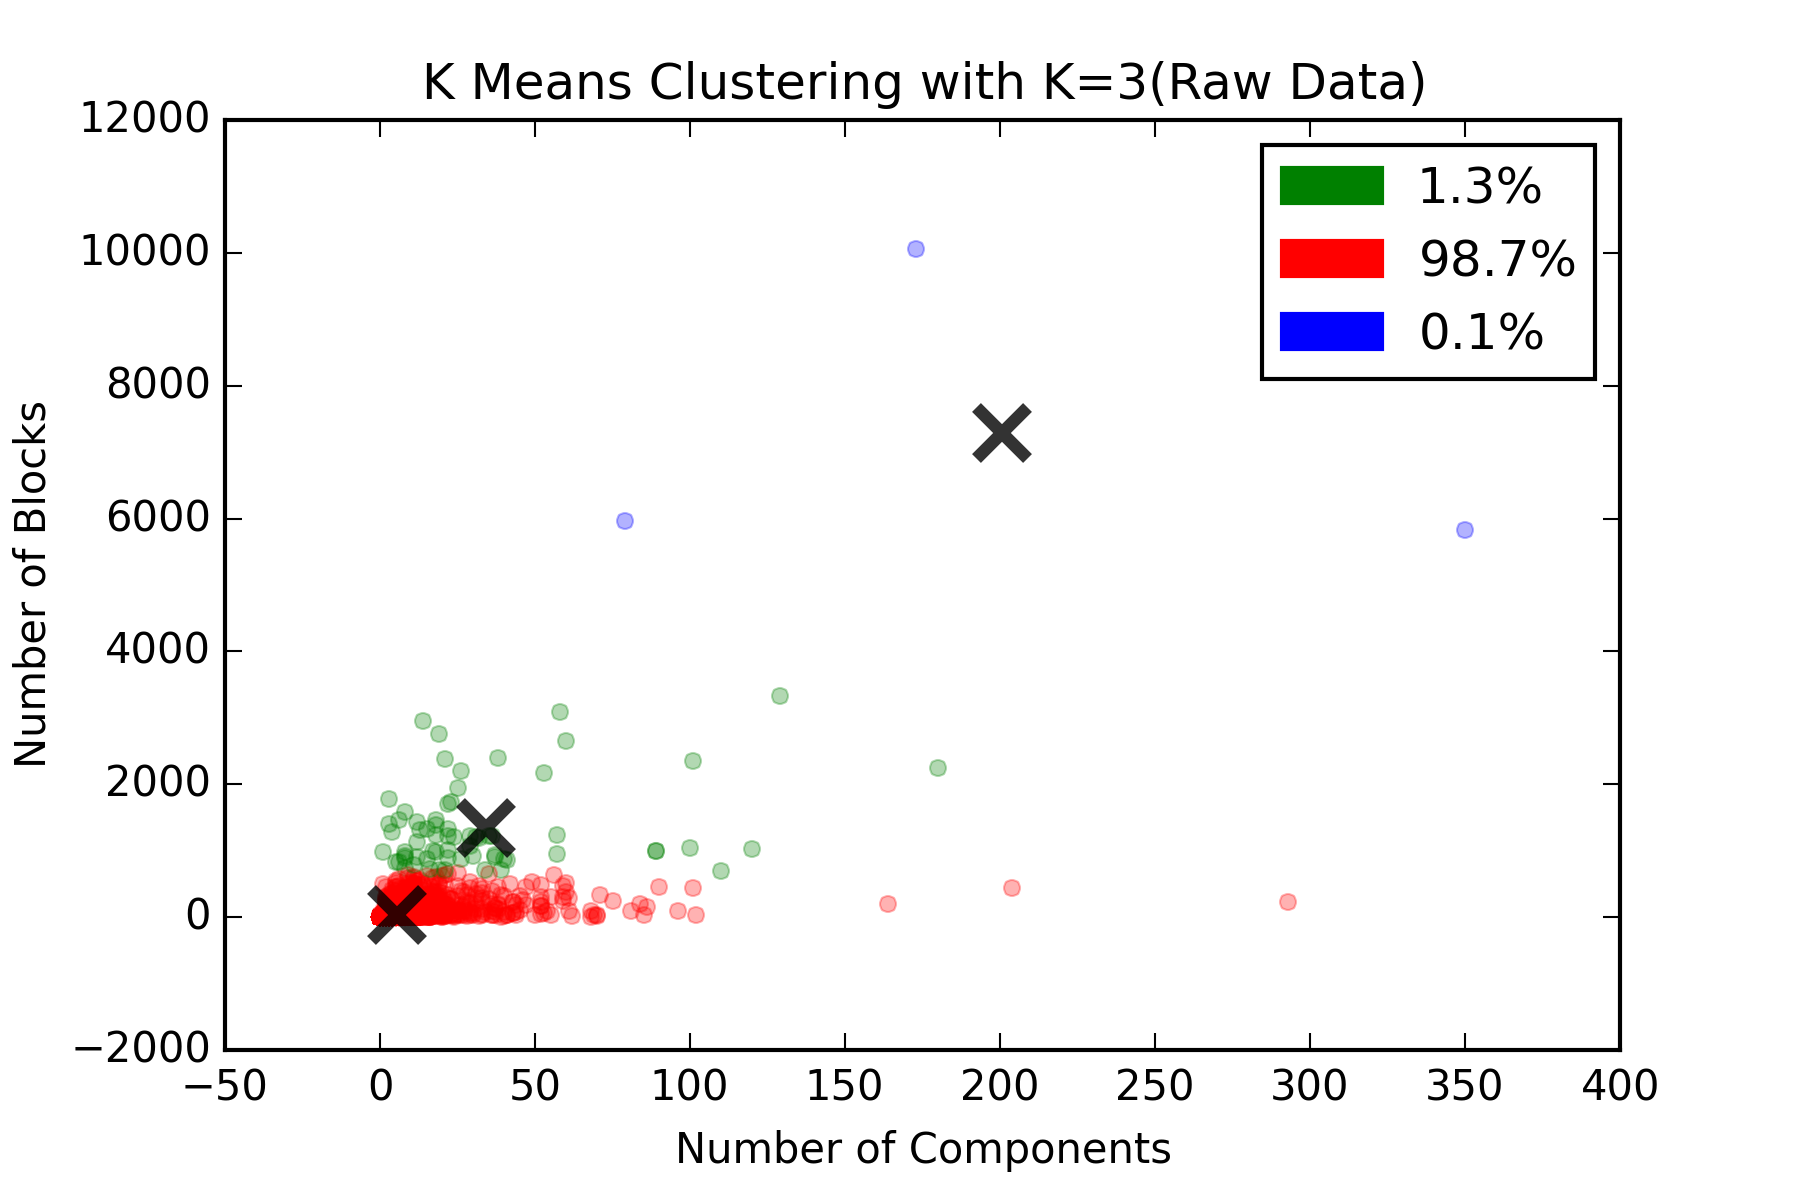 K Means Clustering with K=3(Raw Data)
12000
10000
8000
6000
4000
2000
0
−2000
Number of Blocks
1.3%
98.7%
0.1%
−50 0 50 100 150 200 250 300 350 400
Number of Components